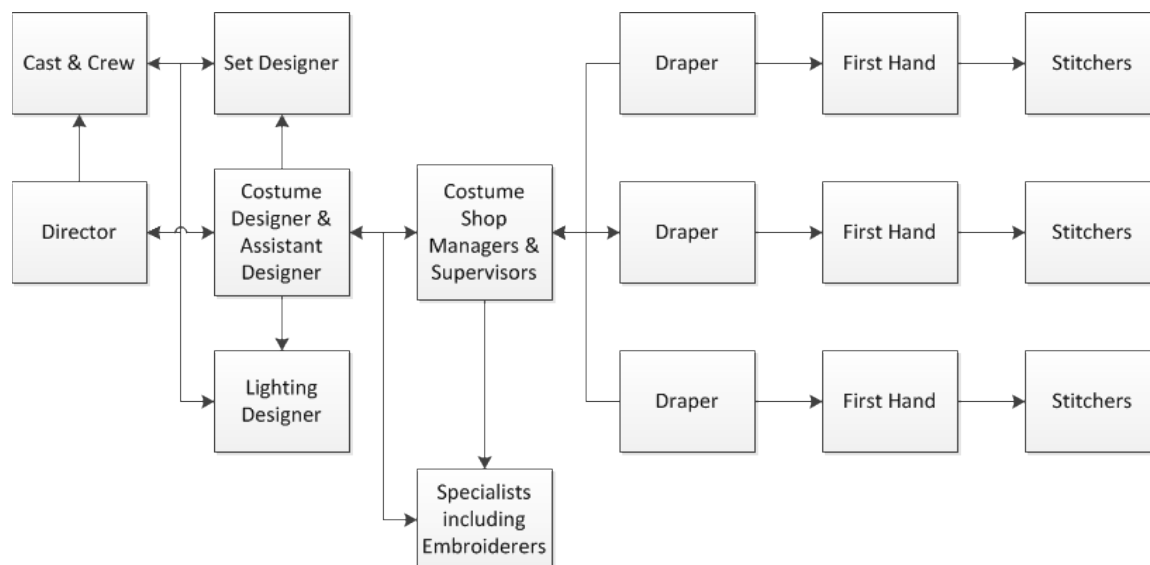 Cast & Crew
Set Designer
Draper
First Hand
Stitchers
Director
Costume
Designer &
Assistant
Designer
Costume
Shop
Managers &
Supervisors
Draper
First Hand
Stitchers
Lighting
Designer
Draper
First Hand
Stitchers
Specialists
including
Embroiderers